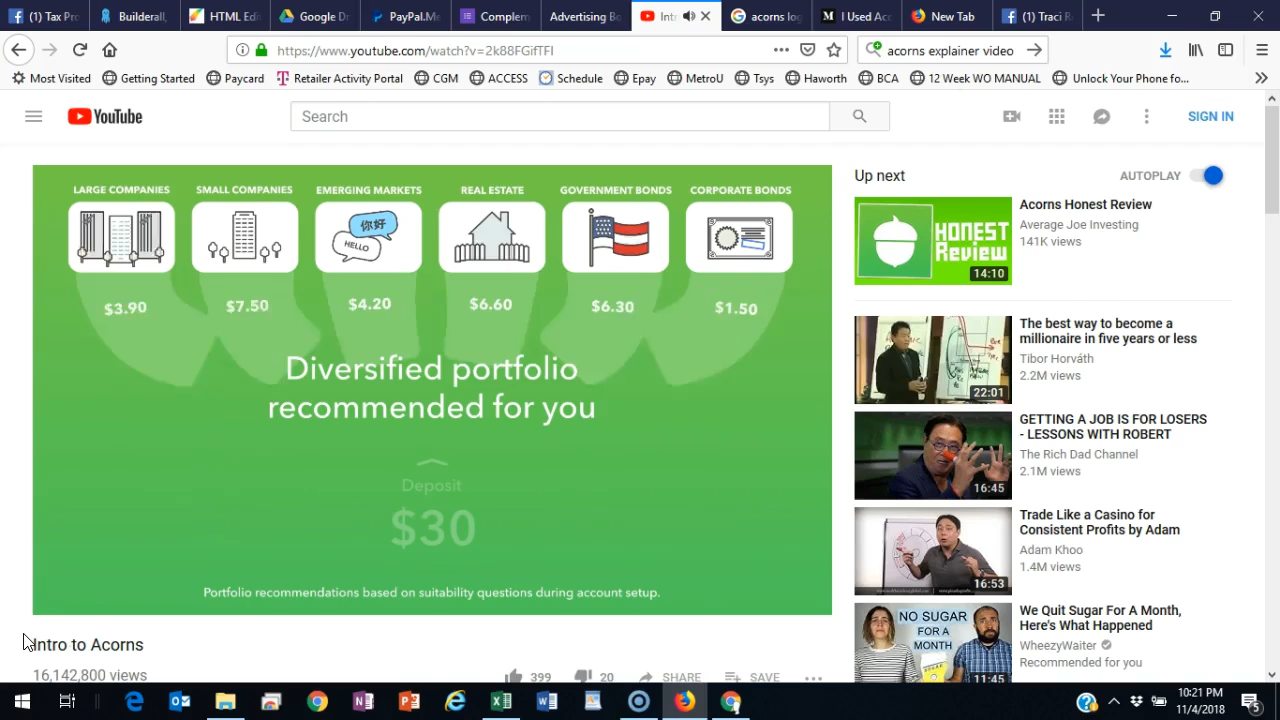 (1) Tax Pro
Builderall,
HTML Edi
Google Dr
PayPal.Me
Complem
Advertising Bo
Intr
acorns log
I Used Aco
New Tab
(1) Traci R
https://www.youtube.com/watch?v=2k88FGifTFI
acorns explainer video
Most Visited
Getting Started
Paycard
Retailer Activity Portal
CGM
ACCESS
Schedule
Epay
MetroU
Tsys
Haworth
BCA
12 Week WO MANUAL
Unlock Your Phone fo...
YouTube
Search
SIGN IN
LARGE COMPANIES
SMALL COMPANIES
EMERGING MARKETS
REAL ESTATE
GOVERNMENT BONDS
CORPORATE BONDS
你好
HELLO
$3.90
$7.50
$4.20
$6.60
$6.30
$1.50
Diversified portfolio
recommended for you
Deposit
$30
Portfolio recommendations based on suitability questions during account setup.
Intro to Acorns
16,142,800 views
399
20
SHARE
SAVE
Up next
AUTOPLAY
HONEST
Review
14:10
Acorns Honest Review
Average Joe Investing
141K views
22:01
The best way to become a
millionaire in five years or less
Tibor Horváth
2.2M views
16:45
GETTING A JOB IS FOR LOSERS
- LESSONS WITH ROBERT
The Rich Dad Channel
2.1M views
16:53
Trade Like a Casino for
Consistent Profits by Adam
Adam Khoo
1.4M views
NO SUGAR
FOR A
MONTH
11:45
We Quit Sugar For A Month,
Here's What Happened
WheezyWaiter
Recommended for you
10:21 PM
11/4/2018
5